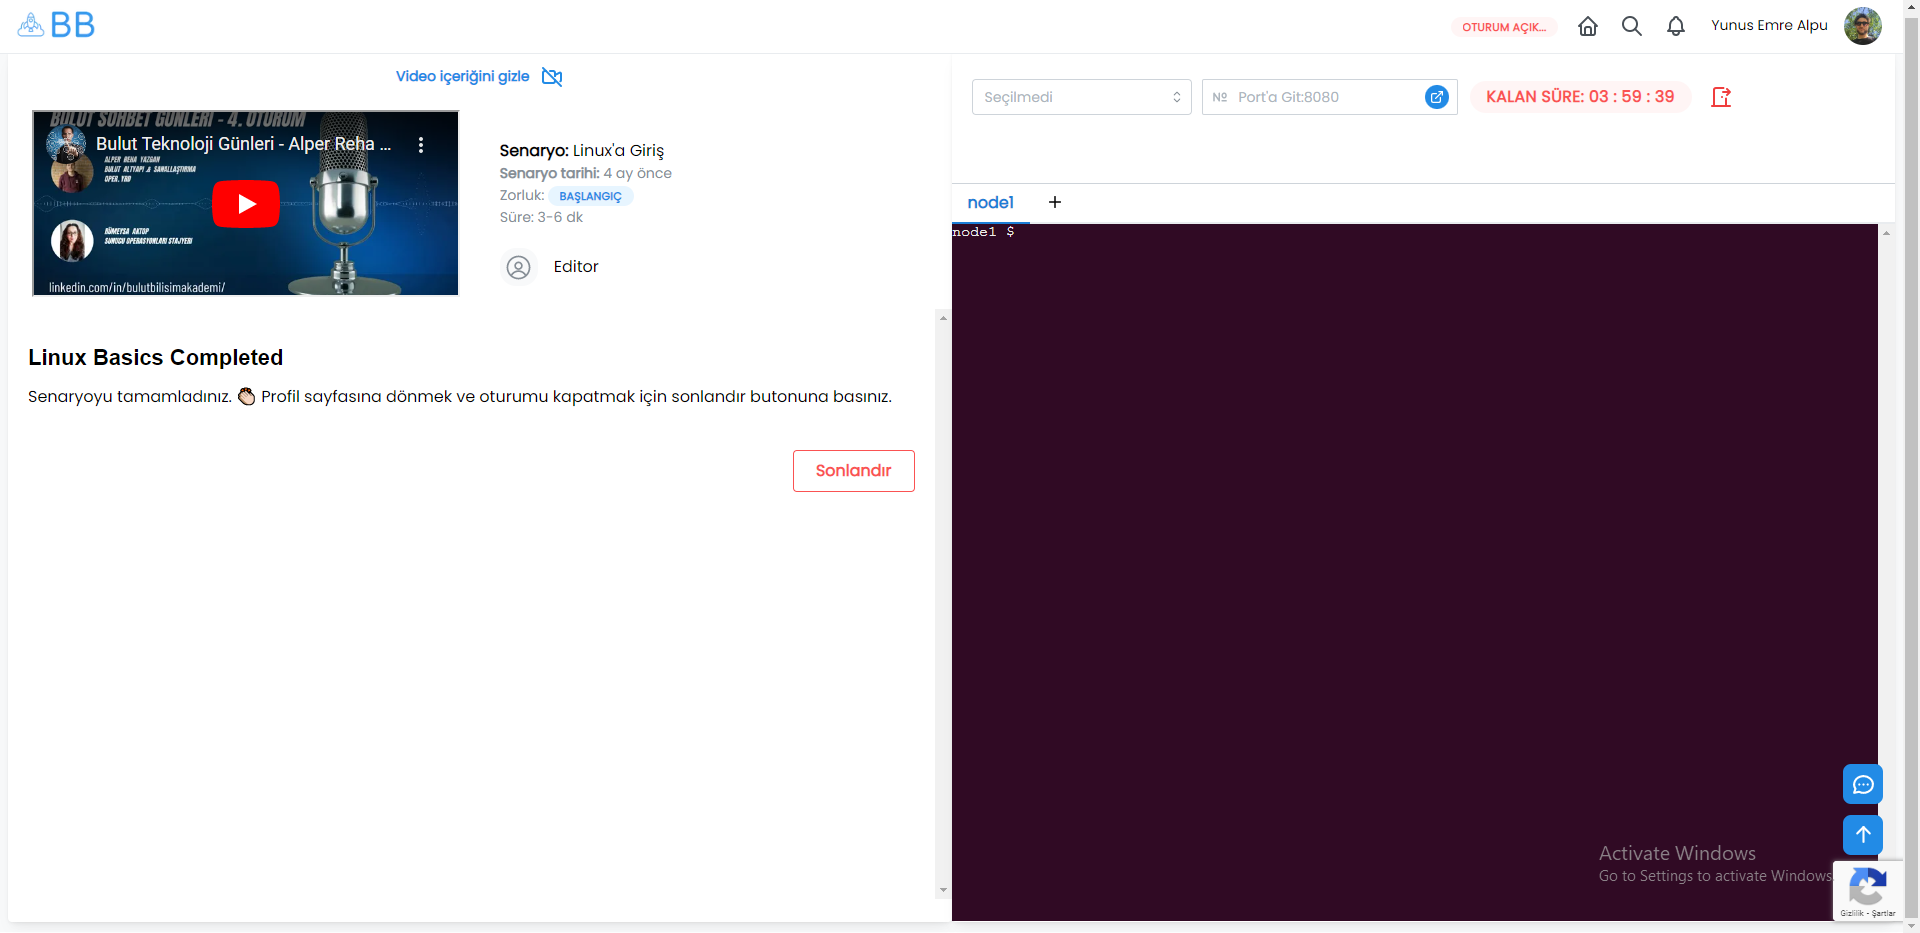 BB
OTURUM AÇIK...
Yunus Emre Alpu
Video içeriğini gizle
BULUT SOHBET GÜNLERİ - 4. OTURUM
Bulut Teknoloji Günleri - Alper Reha ...
ALPER REHA YAZGAN
BULUT ALTYAPI & SANALLAŞTIRMA
OPER. YRD
RÜMEYSA AKTOP
SUNUCU OPERASYONLARI STAJYERİ
linkedin.com/in/bulutbilisimakademi/
Senaryo: Linux'a Giriş
Senaryo tarihi: 4 ay önce
Zorluk: BAŞLANGIÇ
Süre: 3-6 dk
Editor
Linux Basics Completed
Senaryoyu tamamladınız. 👏 Profil sayfasına dönmek ve oturumu kapatmak için sonlandır butonuna basınız.
Sonlandır
Seçilmedi
Nº Port'a Git:8080
KALAN SÜRE: 03 : 59 : 39
node1 +
node1 $
Activate Windows
Go to Settings to activate Windows.
Gizlilik - Şartlar